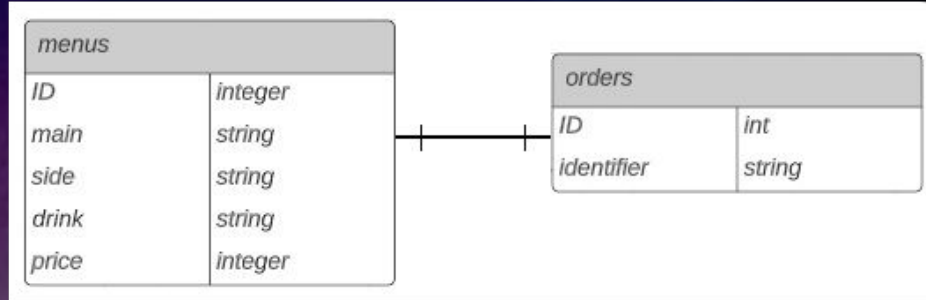 menus
ID integer
main string
side string
drink string
price integer
orders
ID int
identifier string